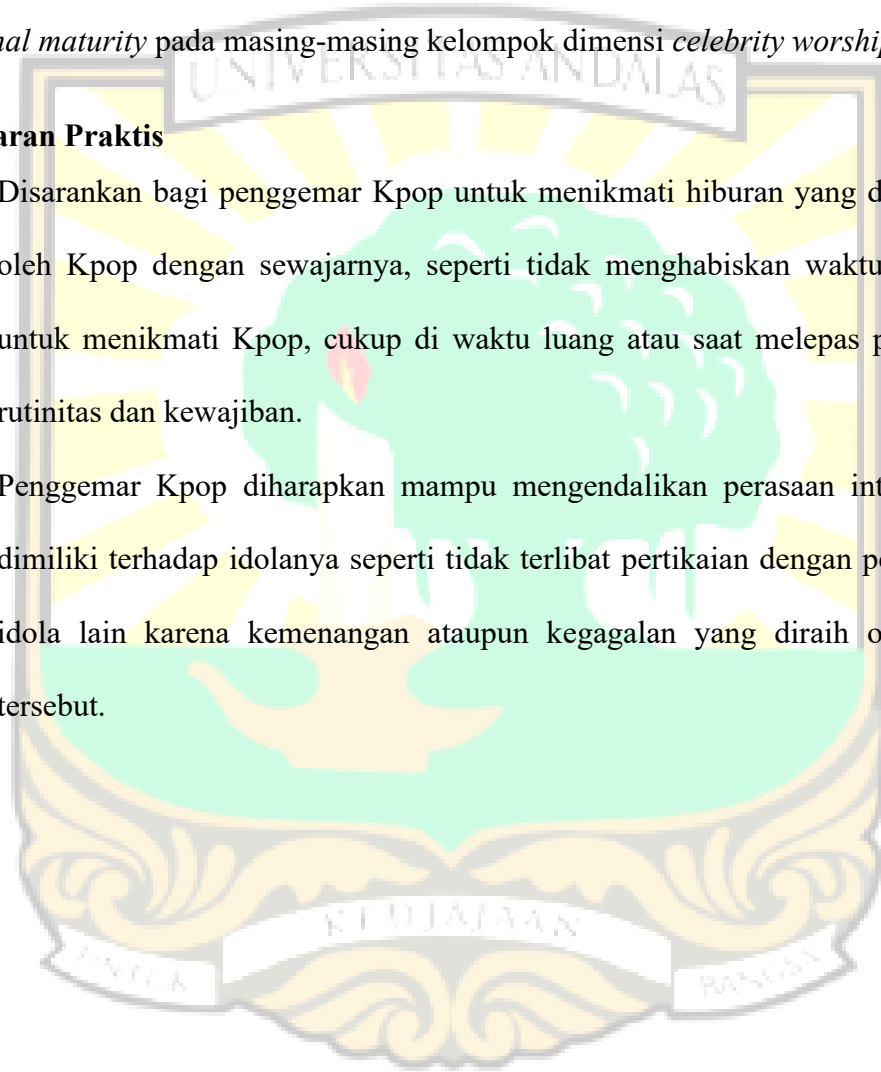 nal maturity pada masing-masing kelompok dimensi celebrity worship
UNIVERSITAS ANDALAS
aran Praktis
Disarankan bagi penggemar Kpop untuk menikmati hiburan yang d
oleh Kpop dengan sewajarnya, seperti tidak menghabiskan waktu
untuk menikmati Kpop, cukup di waktu luang atau saat melepas p
rutinitas dan kewajiban.
Penggemar Kpop diharapkan mampu mengendalikan perasaan int
dimiliki terhadap idolanya seperti tidak terlibat pertikaian dengan p
idola lain karena kemenangan ataupun kegagalan yang diraih o
tersebut.
KEDJAJAAN
UNTUK
BANGSA